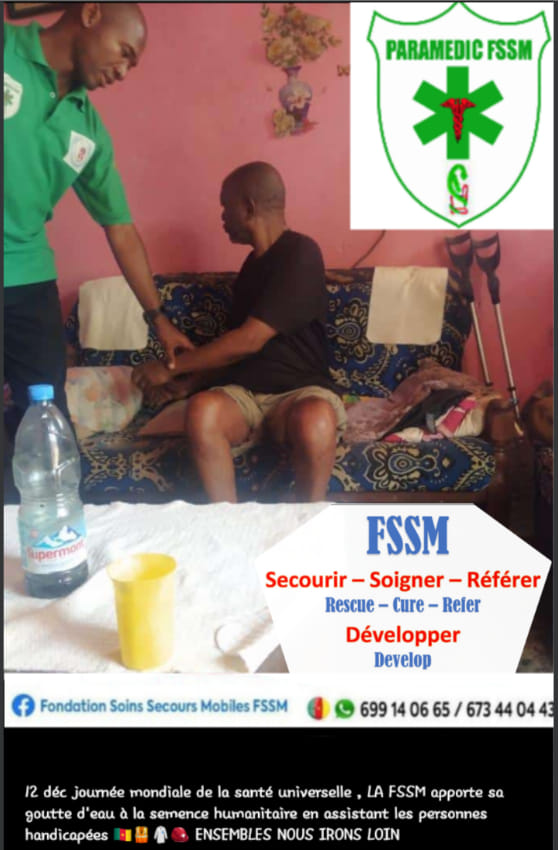 PARAMEDIC FSSM
Supermont
FSSM
Secourir – Soigner – Référer
Rescue – Cure – Refer
Développer
Develop
Fondation Soins Secours Mobiles FSSM
699 14 06 65 / 673 44 04 43
12 déc journée mondiale de la santé universelle , LA FSSM apporte sa
goutte d'eau à la semence humanitaire en assistant les personnes
handicapées 🇨🇲🦺🥼⛑️ ENSEMBLES NOUS IRONS LOIN